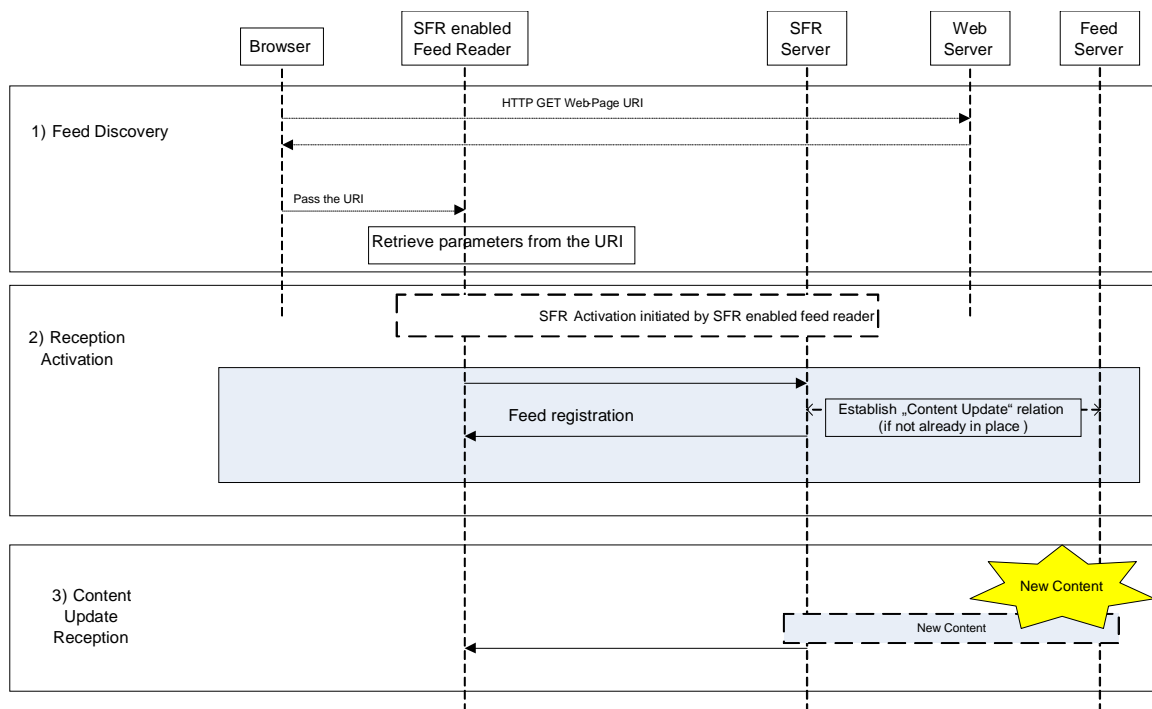 Browser
SFR enabled
Feed Reader
SFR
Server
Web
Server
Feed
Server
HTTP GET Web-Page URI
1) Feed Discovery
Pass the URI
Retrieve parameters from the URI
SFR Activation initiated by SFR enabled feed reader
2) Reception
Activation
Feed registration
Establish „Content Update“ relation
(if not already in place )
New Content
3) Content
Update
Reception
New Content